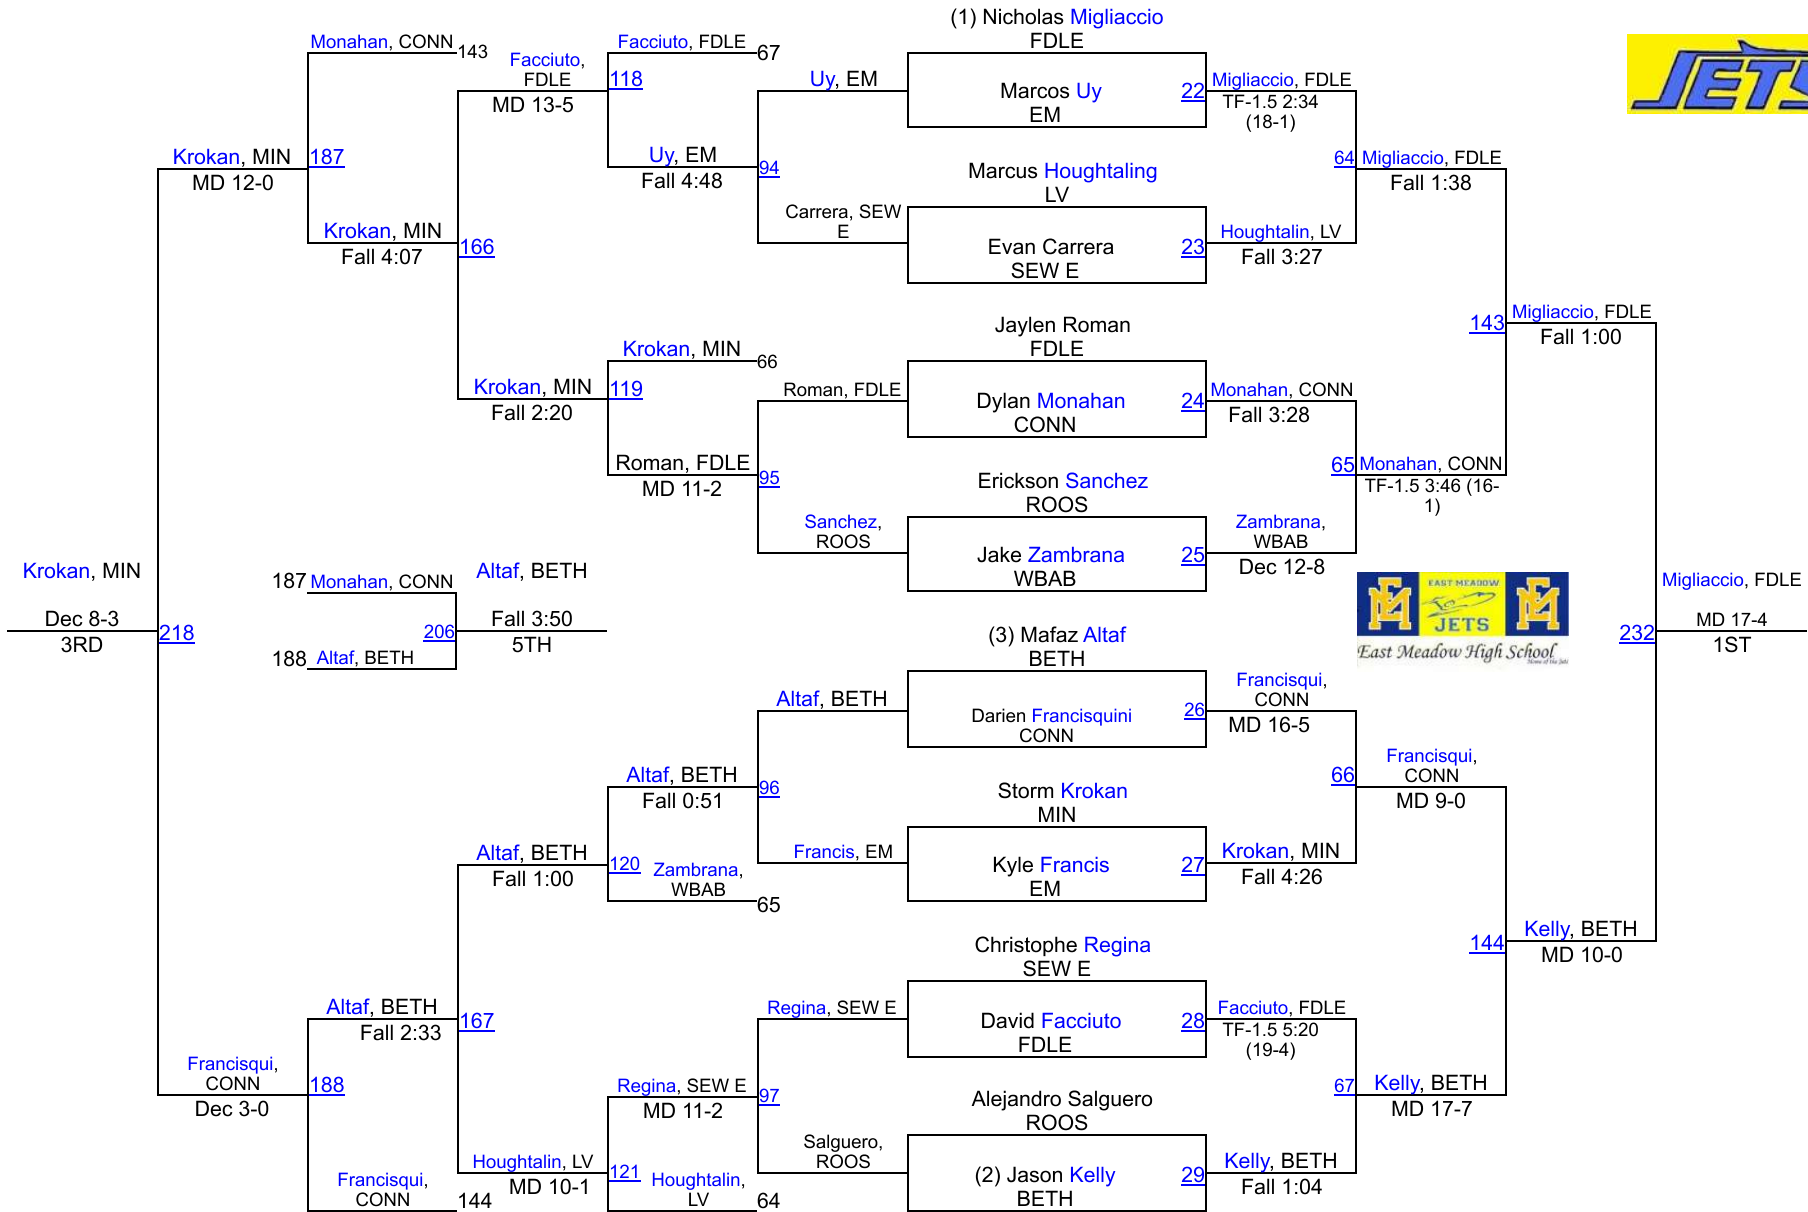 (1) Nicholas Migliaccio
FDLE
JETS
Monahan, CONN 143
Facciuto,
FDLE
MD 13-5
Facciuto, FDLE 67
118
Uy, EM
Marcos Uy
EM
22
Migliaccio, FDLE
TF-1.5 2:34
(18-1)
Krokan, MIN
MD 12-0
187
Uy, EM
Fall 4:48
94
Marcus Houghtaling
LV
64
Migliaccio, FDLE
Fall 1:38
Krokan, MIN
Fall 4:07
166
Carrera, SEW
E
Evan Carrera
SEW E
23
Houghtalin, LV
Fall 3:27
Jaylen Roman
FDLE
143
Migliaccio, FDLE
Fall 1:00
Krokan, MIN
66
Krokan, MIN
Fall 2:20
119
Roman, FDLE
Dylan Monahan
CONN
24
Monahan, CONN
Fall 3:28
Roman, FDLE
MD 11-2
95
Erickson Sanchez
ROOS
65
Monahan, CONN
TF-1.5 3:46 (16-
1)
Sanchez,
ROOS
Jake Zambrana
WBAB
25
Zambrana,
WBAB
Dec 12-8
Krokan, MIN
Dec 8-3
3RD
218
187 Monahan, CONN
188 Altaf, BETH
206
Altaf, BETH
Fall 3:50
5TH
EAST MEADOW
EM
JETS
EM
East Meadow High School
Home of the Jets
232
Migliaccio, FDLE
MD 17-4
1ST
(3) Mafaz Altaf
BETH
Altaf, BETH
Darien Francisquini
CONN
26
Francisqui,
CONN
MD 16-5
Altaf, BETH
Fall 0:51
96
Storm Krokan
MIN
66
Francisqui,
CONN
MD 9-0
Altaf, BETH
Fall 1:00
120
Zambrana,
WBAB
65
Francis, EM
Kyle Francis
EM
27
Krokan, MIN
Fall 4:26
Christophe Regina
SEW E
144
Kelly, BETH
MD 10-0
Altaf, BETH
Fall 2:33
167
Regina, SEW E
David Facciuto
FDLE
28
Facciuto, FDLE
TF-1.5 5:20
(19-4)
Francisqui,
CONN
Dec 3-0
188
Regina, SEW E
MD 11-2
97
Alejandro Salguero
ROOS
67
Kelly, BETH
MD 17-7
Francisqui,
CONN
144
Houghtalin, LV
MD 10-1
121
Houghtalin,
LV
64
Salguero,
ROOS
(2) Jason Kelly
BETH
29
Kelly, BETH
Fall 1:04